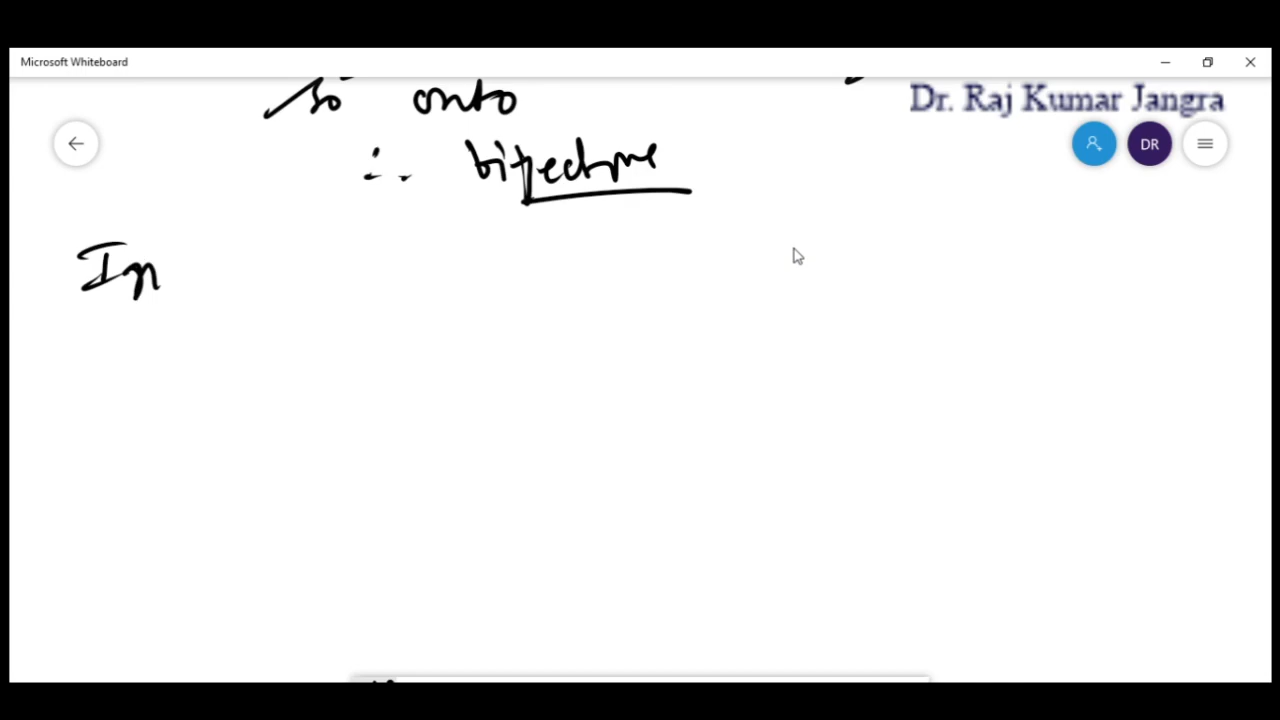 Microsoft Whiteboard
so onto
Dr. Raj Kumar Jangra
DR
∴ bijective
In